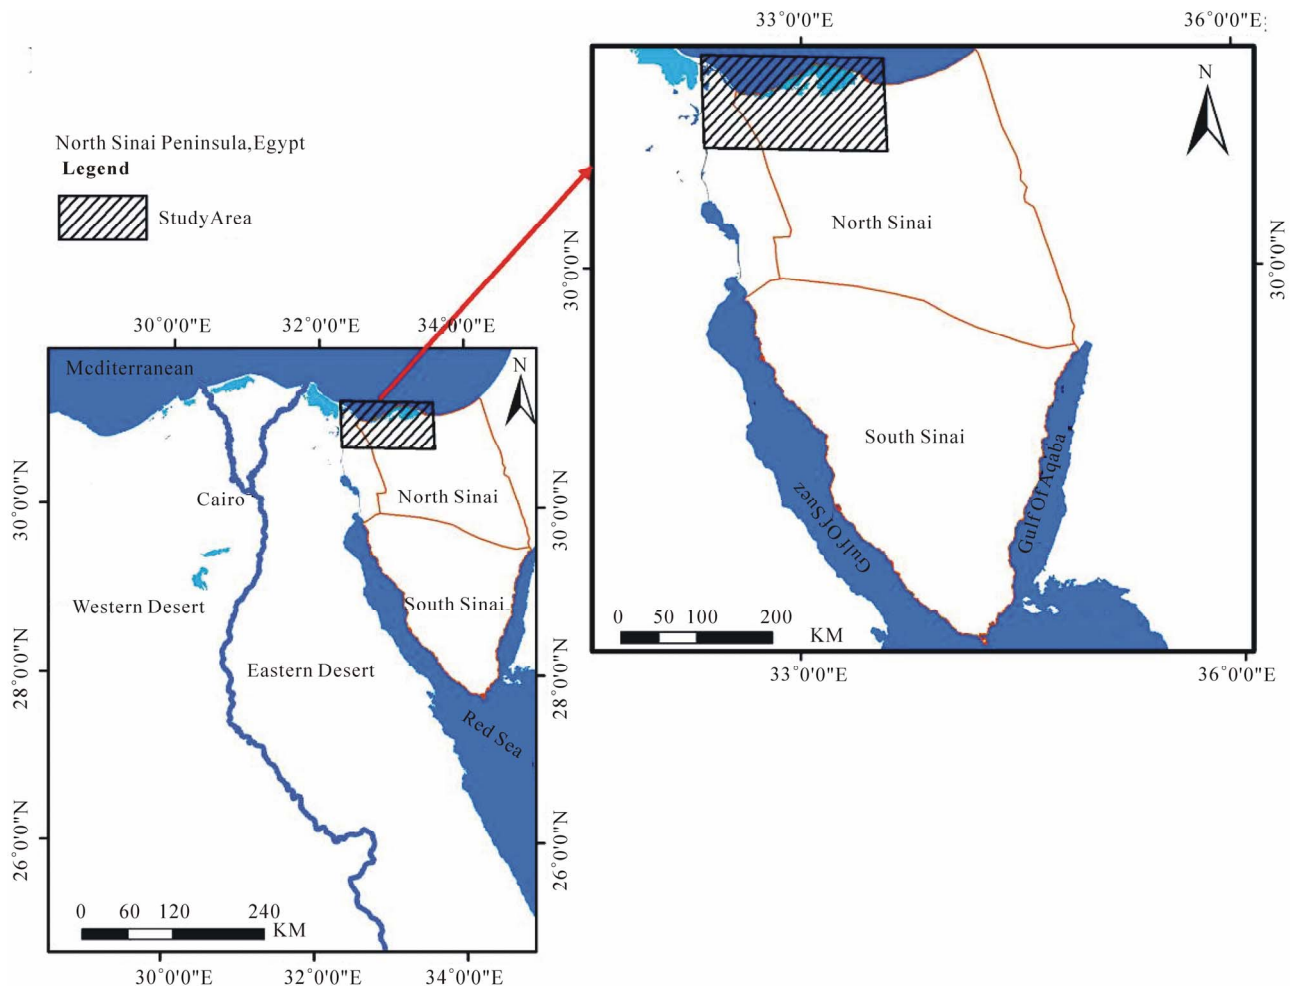 33°0'0"E
36°0'0"E
N
North Sinai Peninsula,Egypt
Legend
StudyArea
North Sinai
30°0'0"N
30°0'0"N
South Sinai
Gulf Of Suez
Gulf Of Aqaba
0 50 100 200
KM
33°0'0"E
36°0'0"E
30°0'0"E
32°0'0"E
34°0'0"E
Mediterranean
N
Cairo
North Sinai
30°0'0"N
30°0'0"N
Western Desert
South Sinai
Eastern Desert
28°0'0"N
28°0'0"N
Red Sea
26°0'0"N
26°0'0"N
0 60 120 240
KM
30°0'0"E
32°0'0"E
34°0'0"E